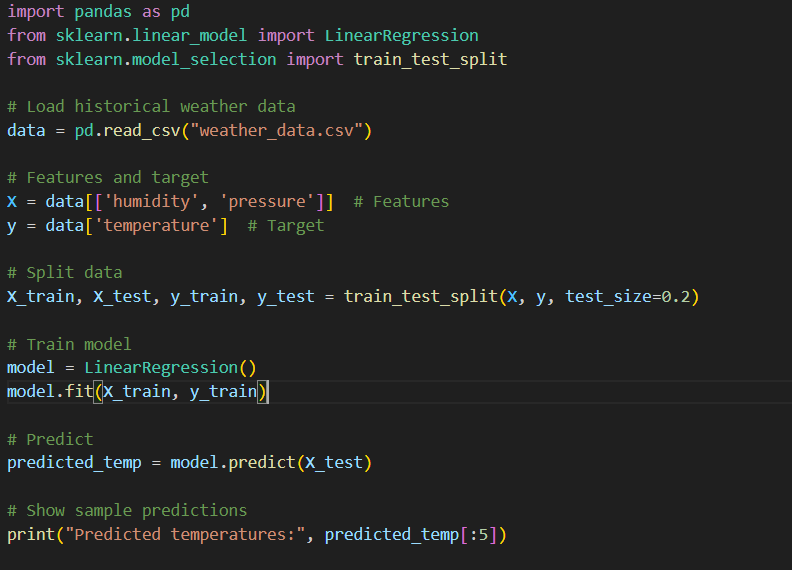 import pandas as pd
from sklearn.linear_model import LinearRegression
from sklearn.model_selection import train_test_split
# Load historical weather data
data = pd.read_csv("weather_data.csv")
# Features and target
X = data[['humidity', 'pressure']]  # Features
y = data['temperature']  # Target
# Split data
X_train, X_test, y_train, y_test = train_test_split(X, y, test_size=0.2)
# Train model
model = LinearRegression()
model.fit(X_train, y_train)
# Predict
predicted_temp = model.predict(X_test)
# Show sample predictions
print("Predicted temperatures:", predicted_temp[:5])